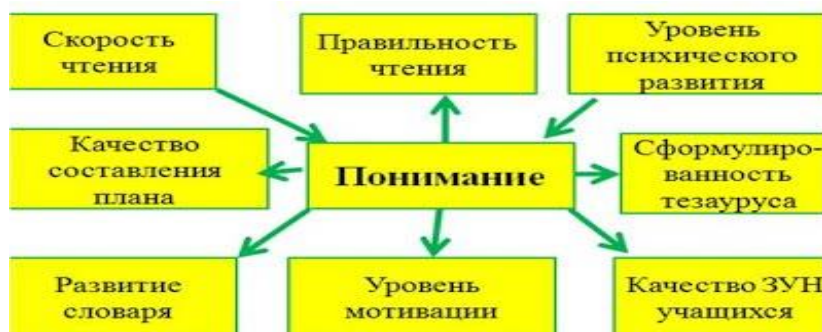 Скорость
чтения
Правильность
чтения
Уровень
психического
развития
Качество
составления
плана
Понимание
Сформулиро-
ванность
тезауруса
Развитие
словаря
Уровень
мотивации
Качество ЗУН
учащихся